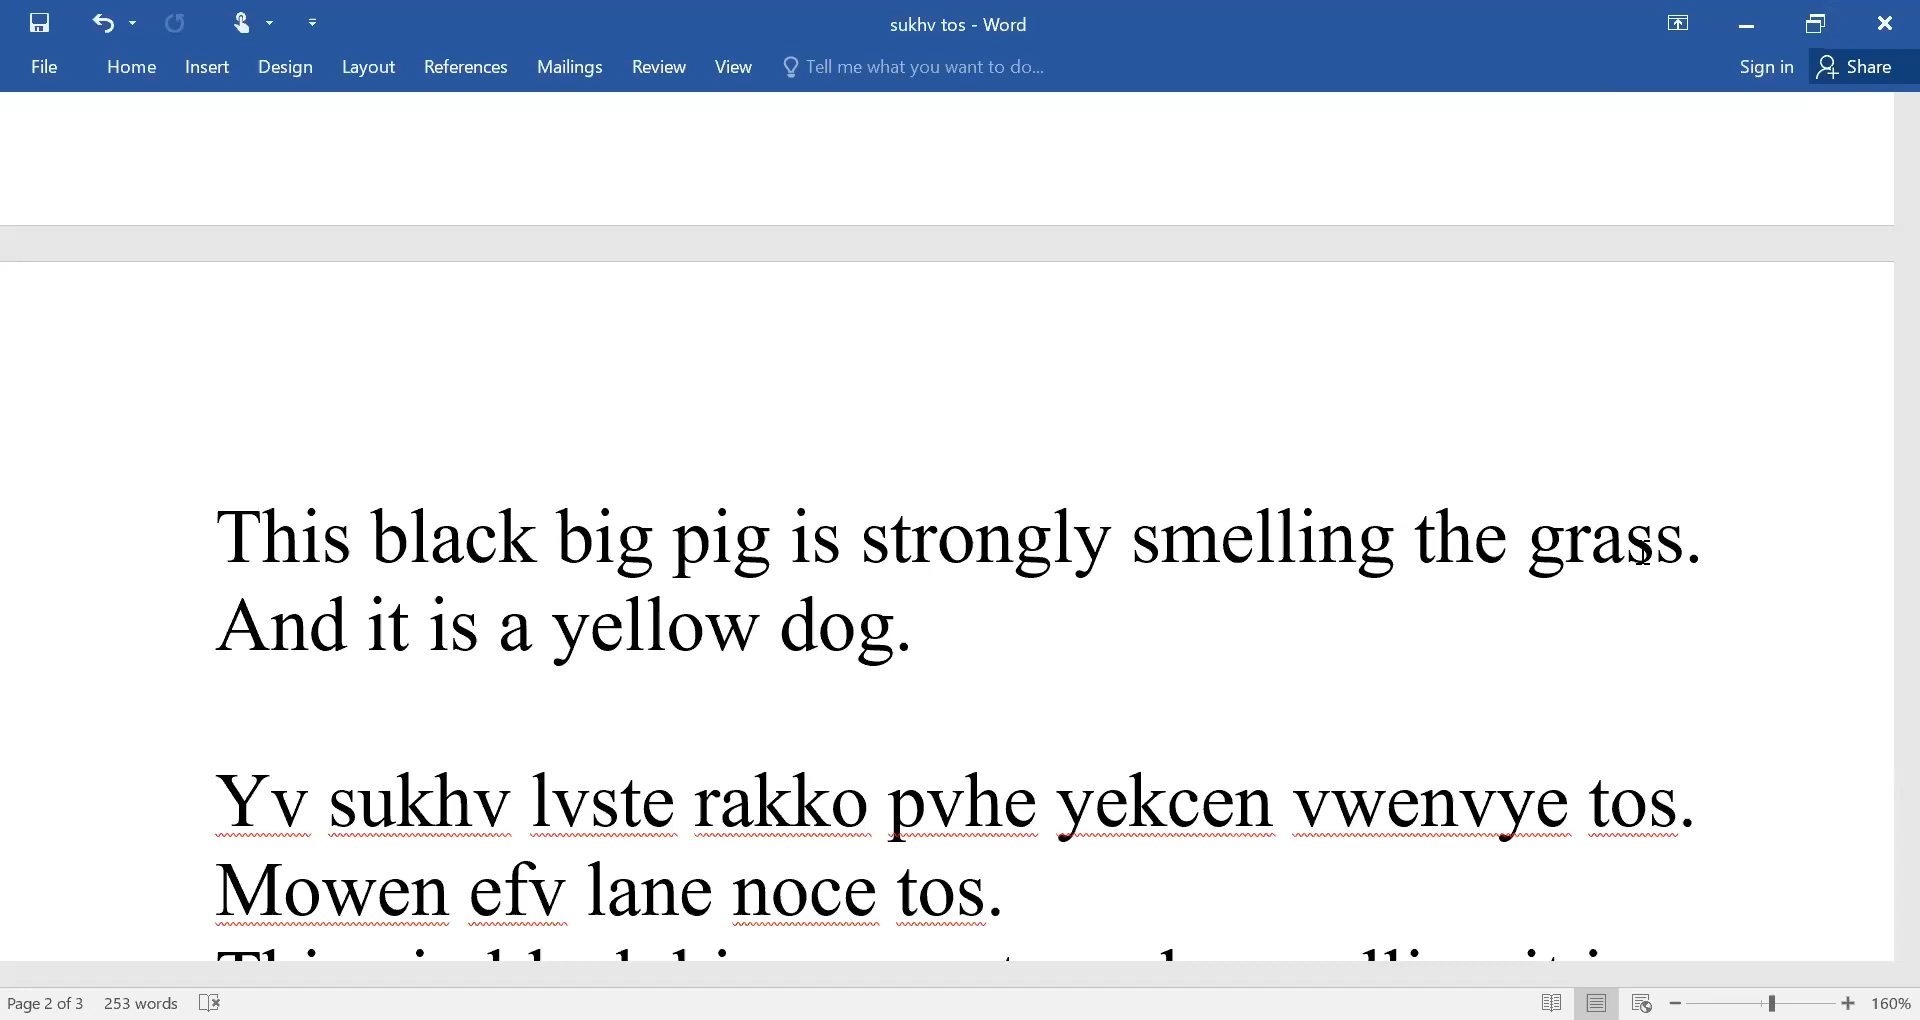 sukhv tos - Word
File Home Insert Design Layout References Mailings Review View Tell me what you want to do... Sign in Share
This black big pig is strongly smelling the grass.
And it is a yellow dog.
Yv sukhv lvste rakko pvhe yekcen vwenvye tos.
Mowen efv lane noce tos.
Page 2 of 3 253 words 160%